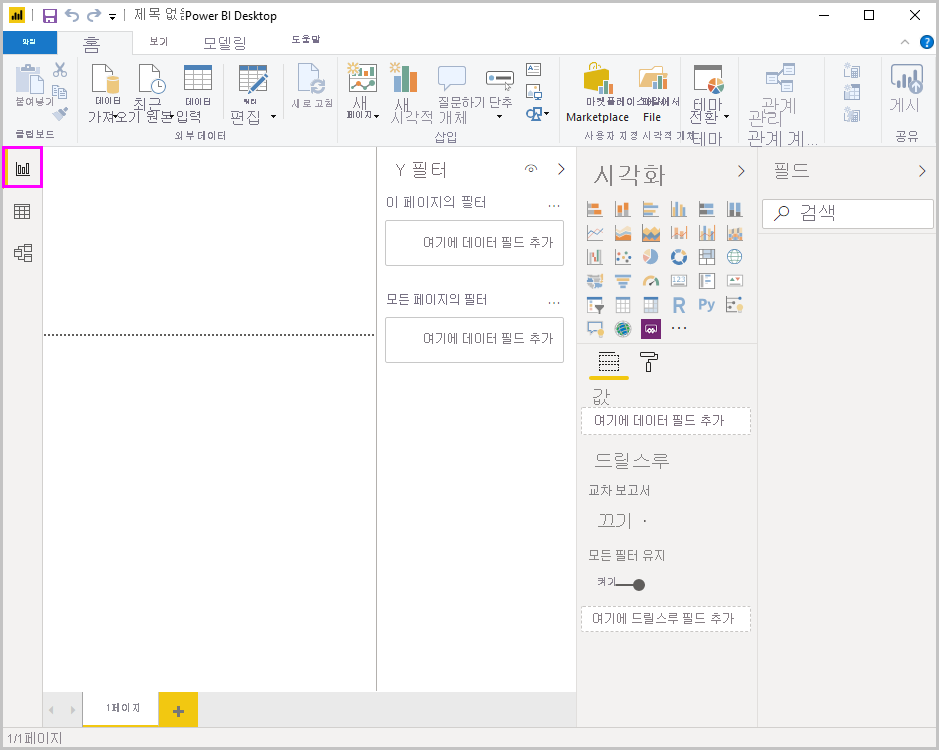 제목 없음 Power BI Desktop
파일 홈 보기 모델링 도움말
붙여넣기
클립보드
데이터 가져오기
최근 원본
데이터 입력
쿼리 편집
외부 데이터
새로 고침
새 페이지
새 시각적 개체
질문하기
단추
삽입
마켓플레이스에서
Marketplace
파일에서
File
사용자 지정 시각적 개체
테마 전환
테마
관계 관리
관계 계...
게시
공유
Y 필터
이 페이지의 필터 ...
여기에 데이터 필드 추가
모든 페이지의 필터 ...
여기에 데이터 필드 추가
시각화
R Py
123
...
값
여기에 데이터 필드 추가
드릴스루
교차 보고서
끄기 ·
모든 필터 유지
켜기
여기에 드릴스루 필드 추가
필드
검색
1페이지 +
1/1페이지